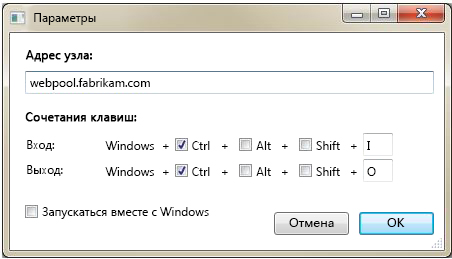 Параметры
Адрес узла:
webpool.fabrikam.com
Сочетания клавиш:
Вход: Windows + Ctrl + Alt + Shift + I
Выход: Windows + Ctrl + Alt + Shift + O
Запускаться вместе с Windows
Отмена OK